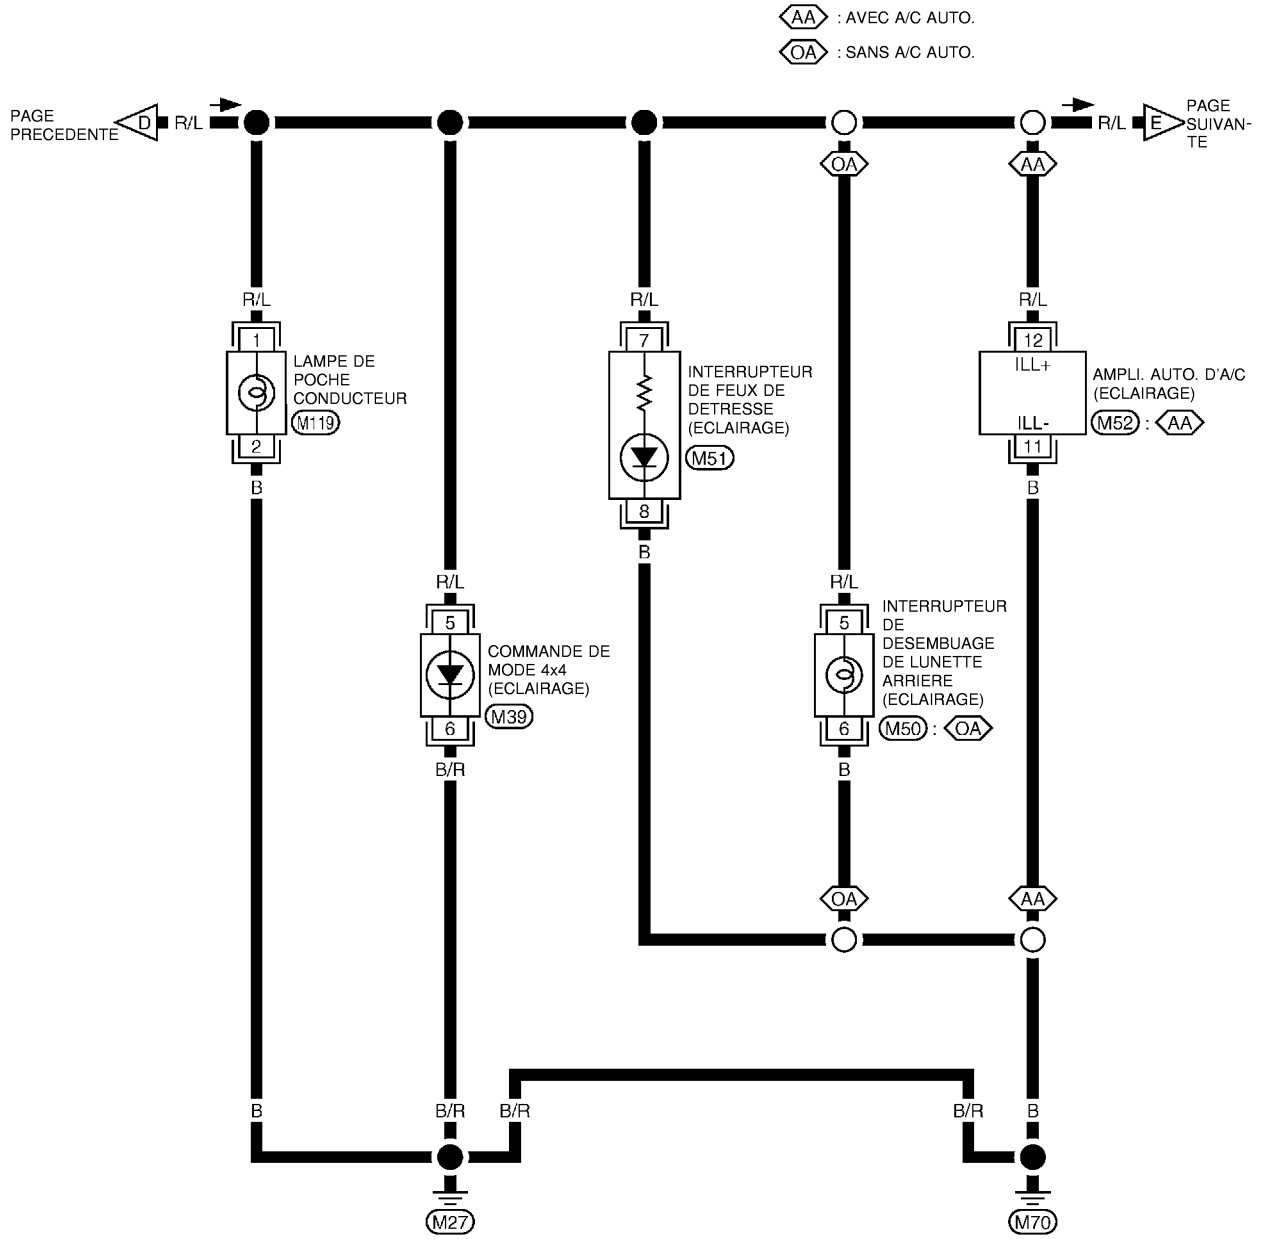 AA : AVEC A/C AUTO.
OA : SANS A/C AUTO.
PAGE
PRECEDENTE
D
R/L
R/L
E
PAGE
SUIVAN-
TE
OA
AA
R/L
R/L
R/L
1
7
12
LAMPE DE
POCHE
CONDUCTEUR
M119
2
B
INTERRUPTEUR
DE FEUX DE
DETRESSE
(ECLAIRAGE)
M51
8
B
ILL+
ILL-
AMPLI. AUTO. D'A/C
(ECLAIRAGE)
M52 : AA
11
B
R/L
R/L
5
COMMANDE DE
MODE 4x4
(ECLAIRAGE)
M39
6
B/R
5
INTERRUPTEUR
DE
DESEMBUAGE
DE LUNETTE
ARRIERE
(ECLAIRAGE)
M50 : OA
6
B
OA
AA
B
B/R
B/R
B/R
B
M27
M70